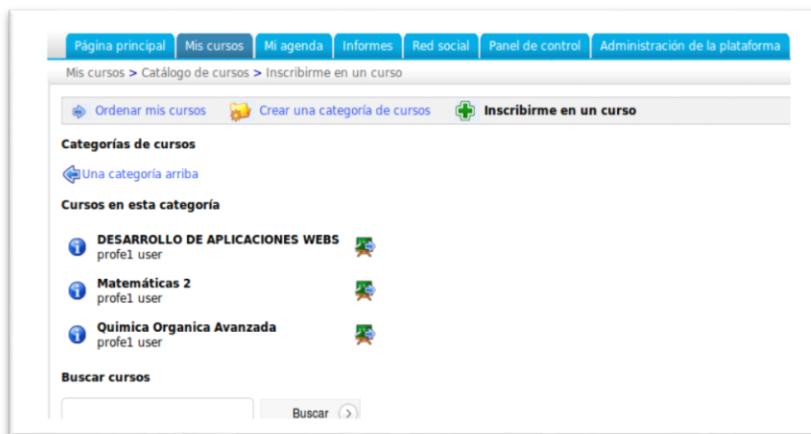 Página principal Mis cursos Mi agenda Informes Red social Panel de control Administración de la plataforma
Mis cursos > Catálogo de cursos > Inscribirme en un curso
Ordenar mis cursos Crear una categoría de cursos Inscribirme en un curso
Categorías de cursos
Una categoría arriba
Cursos en esta categoría
DESARROLLO DE APLICACIONES WEBS
profe1 user
Matemáticas 2
profe1 user
Quimica Organica Avanzada
profe1 user
Buscar cursos
Buscar